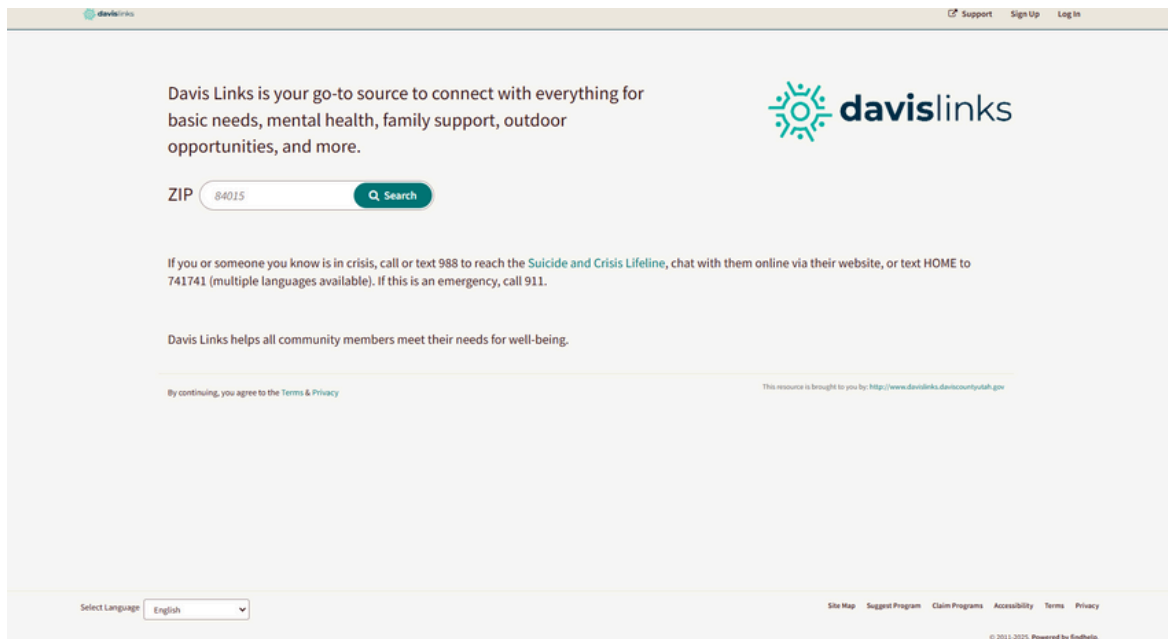 davislinks
Support Sign Up Log In
Davis Links is your go-to source to connect with everything for
basic needs, mental health, family support, outdoor
opportunities, and more.
davislinks
ZIP 84015 Search
If you or someone you know is in crisis, call or text 988 to reach the Suicide and Crisis Lifeline, chat with them online via their website, or text HOME to
741741 (multiple languages available). If this is an emergency, call 911.
Davis Links helps all community members meet their needs for well-being.
By continuing, you agree to the Terms & Privacy
This resource is brought to you by: http://www.davislinks.daviscountyutah.gov
Select Language English
Site Map Suggest Program Claim Programs Accessibility Terms Privacy
© 2011-2025. Powered by findhelp.